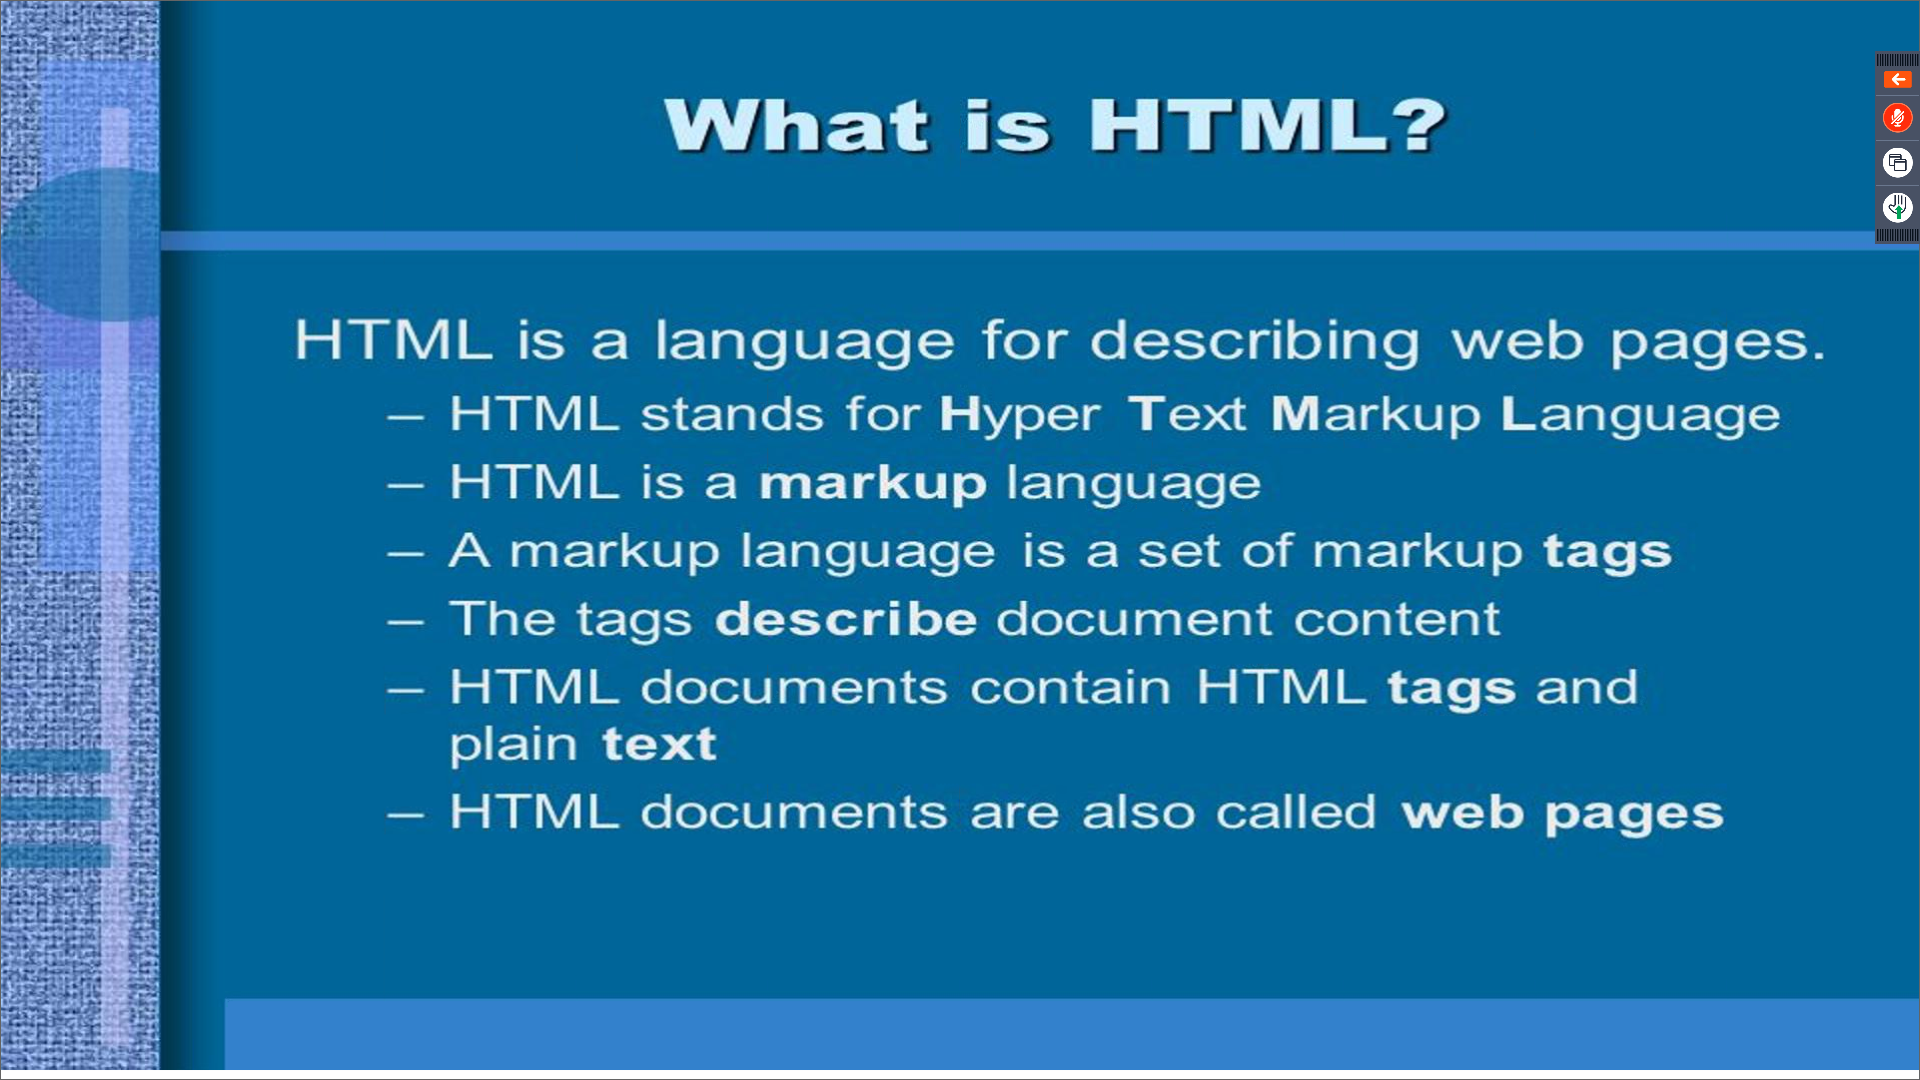 What is HTML?
HTML is a language for describing web pages.
– HTML stands for Hyper Text Markup Language
– HTML is a markup language
– A markup language is a set of markup tags
– The tags describe document content
– HTML documents contain HTML tags and
plain text
– HTML documents are also called web pages